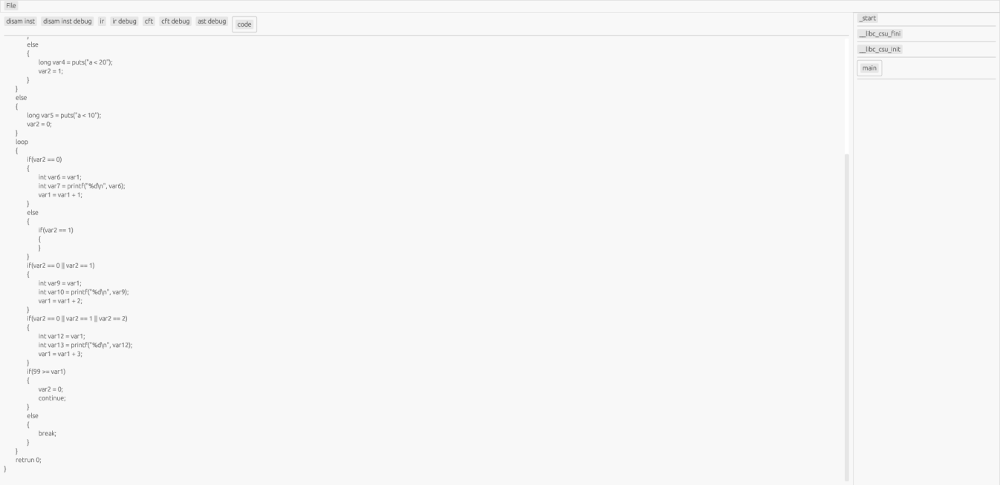 File
disam inst disam inst debug ir ir debug cft cft debug ast debug code
}
else
{
long var4 = puts("a < 20");
var2 = 1;
}
}
else
{
long var5 = puts("a < 10");
var2 = 0;
}
loop
{
if(var2 == 0)
{
int var6 = var1;
int var7 = printf("%d\n", var6);
var1 = var1 + 1;
}
else
{
if(var2 == 1)
{
}
}
if(var2 == 0 || var2 == 1)
{
int var9 = var1;
int var10 = printf("%d\n", var9);
var1 = var1 + 2;
}
if(var2 == 0 || var2 == 1 || var2 == 2)
{
int var12 = var1;
int var13 = printf("%d\n", var12);
var1 = var1 + 3;
}
if(99 >= var1)
{
var2 = 0;
continue;
}
else
{
break;
}
}
retrun 0;
}
_start
__libc_csu_fini
__libc_csu_init
main